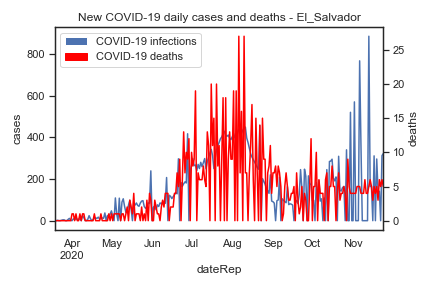 New COVID-19 daily cases and deaths - El_Salvador
COVID-19 infections
COVID-19 deaths
800
600
400
200
0
cases
25
20
15
10
5
0
deaths
Apr May Jun Jul Aug Sep Oct Nov
2020
dateRep